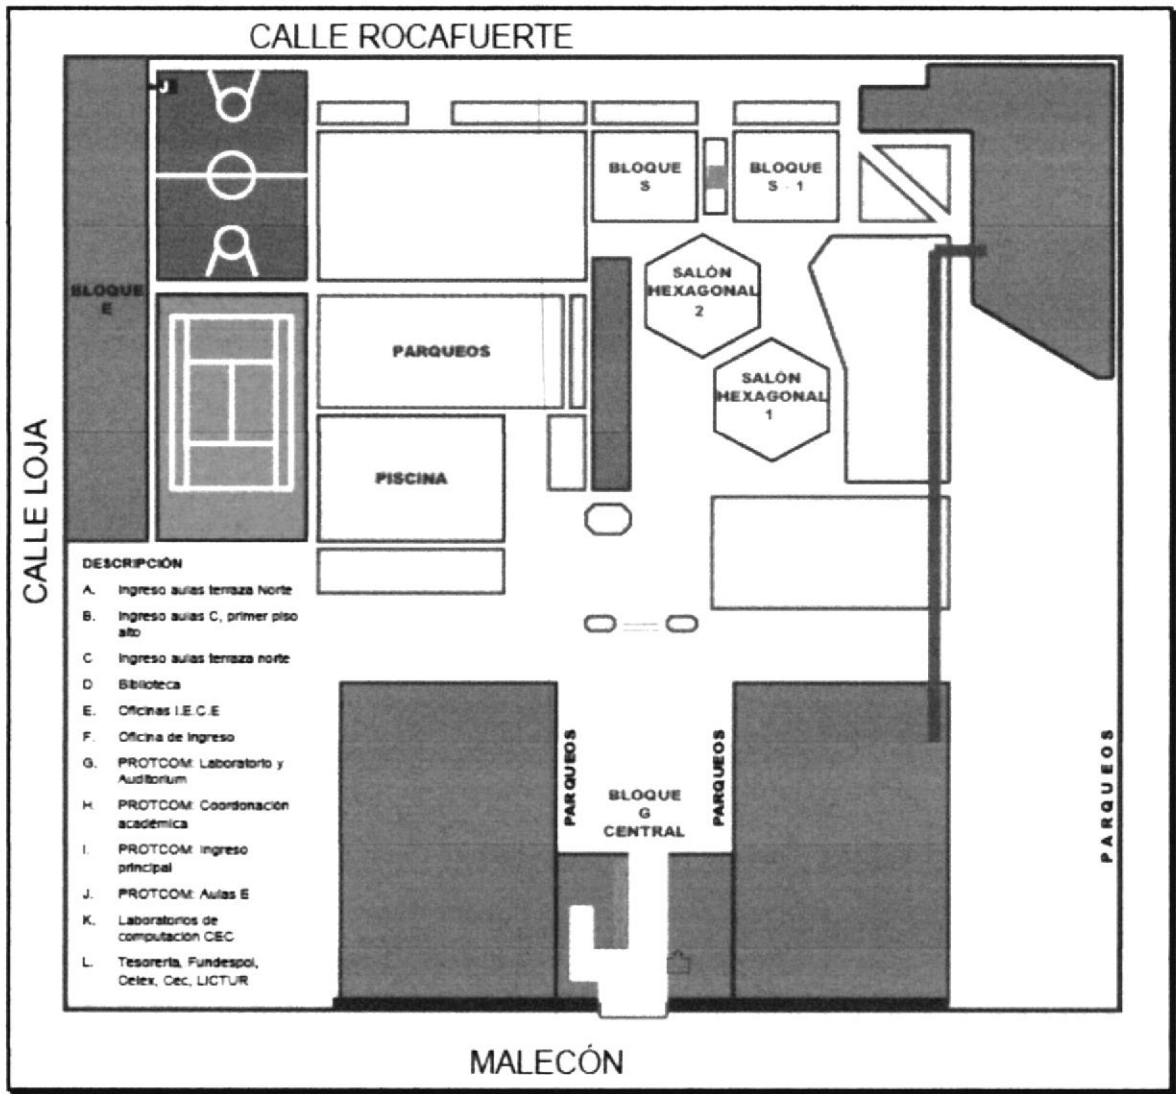 CALLE ROCAFUERTE
J
BLOQUE
S
BLOQUE
S - 1
BLOQUE
E
SALÓN
HEXAGONAL
2
PARQUEOS
SALÓN
HEXAGONAL
1
PISCINA
CALLE LOJA
DESCRIPCIÓN
A. Ingreso aulas terraza Norte
B. Ingreso aulas C, primer piso
alto
C Ingreso aulas terraza norte
D Biblioteca
E. Oficinas I.E.C.E
F. Oficina de Ingreso
G. PROTCOM: Laboratorio y
Auditorium
H. PROTCOM: Coordonación
académica
I. PROTCOM: Ingreso
principal
J. PROTCOM: Aulas E
K. Laboratorios de
computación CEC
L. Tesorería, Fundespol,
Celex, Cec, LICTUR
PARQUEOS
PARQUEOS
BLOQUE
G
CENTRAL
PARQUEOS
MALECÓN